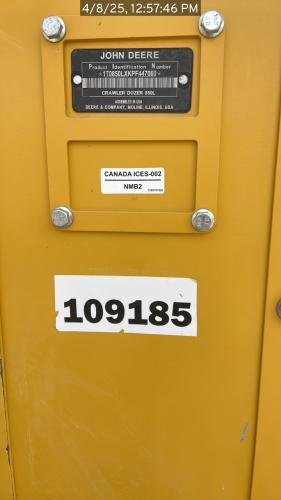 4/8/25, 12:57:46 PM
JOHN DEERE
Product Identification Number
*1T0850LXKPF447060*
CRAWLER DOZER 850L
ASSEMBLED IN USA
DEERE & COMPANY, MOLINE, ILLINOIS, U.S.A.
CANADA ICES-002
NMB2
109185